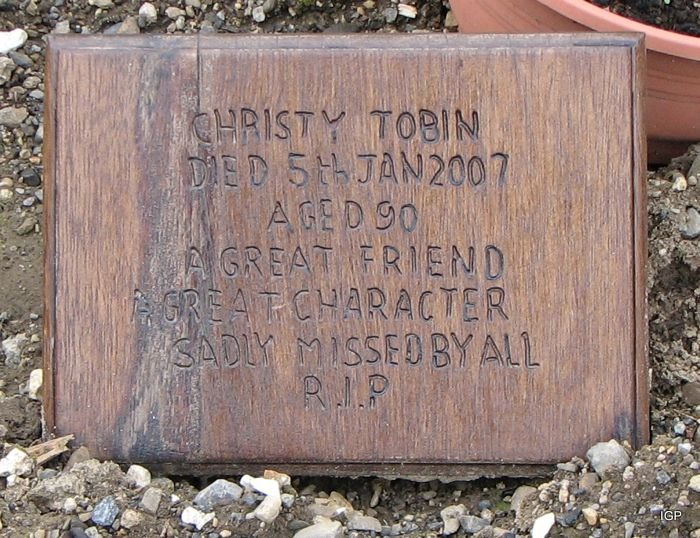 CHRISTY TOBIN
DIED 5th JAN 2007
AGED 90
A GREAT FRIEND
A GREAT CHARACTER
SADLY MISSED BY ALL
R.I.P
IGP